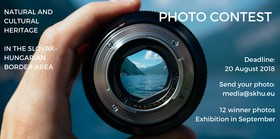 NATURAL AND
CULTURAL
HERITAGE
IN THE SLOVAK-
HUNGARIAN
BORDER AREA
PHOTO CONTEST
Deadline:
20 August 2018
Send your photo:
media@skhu.eu
12 winner photos
Exhibition in September